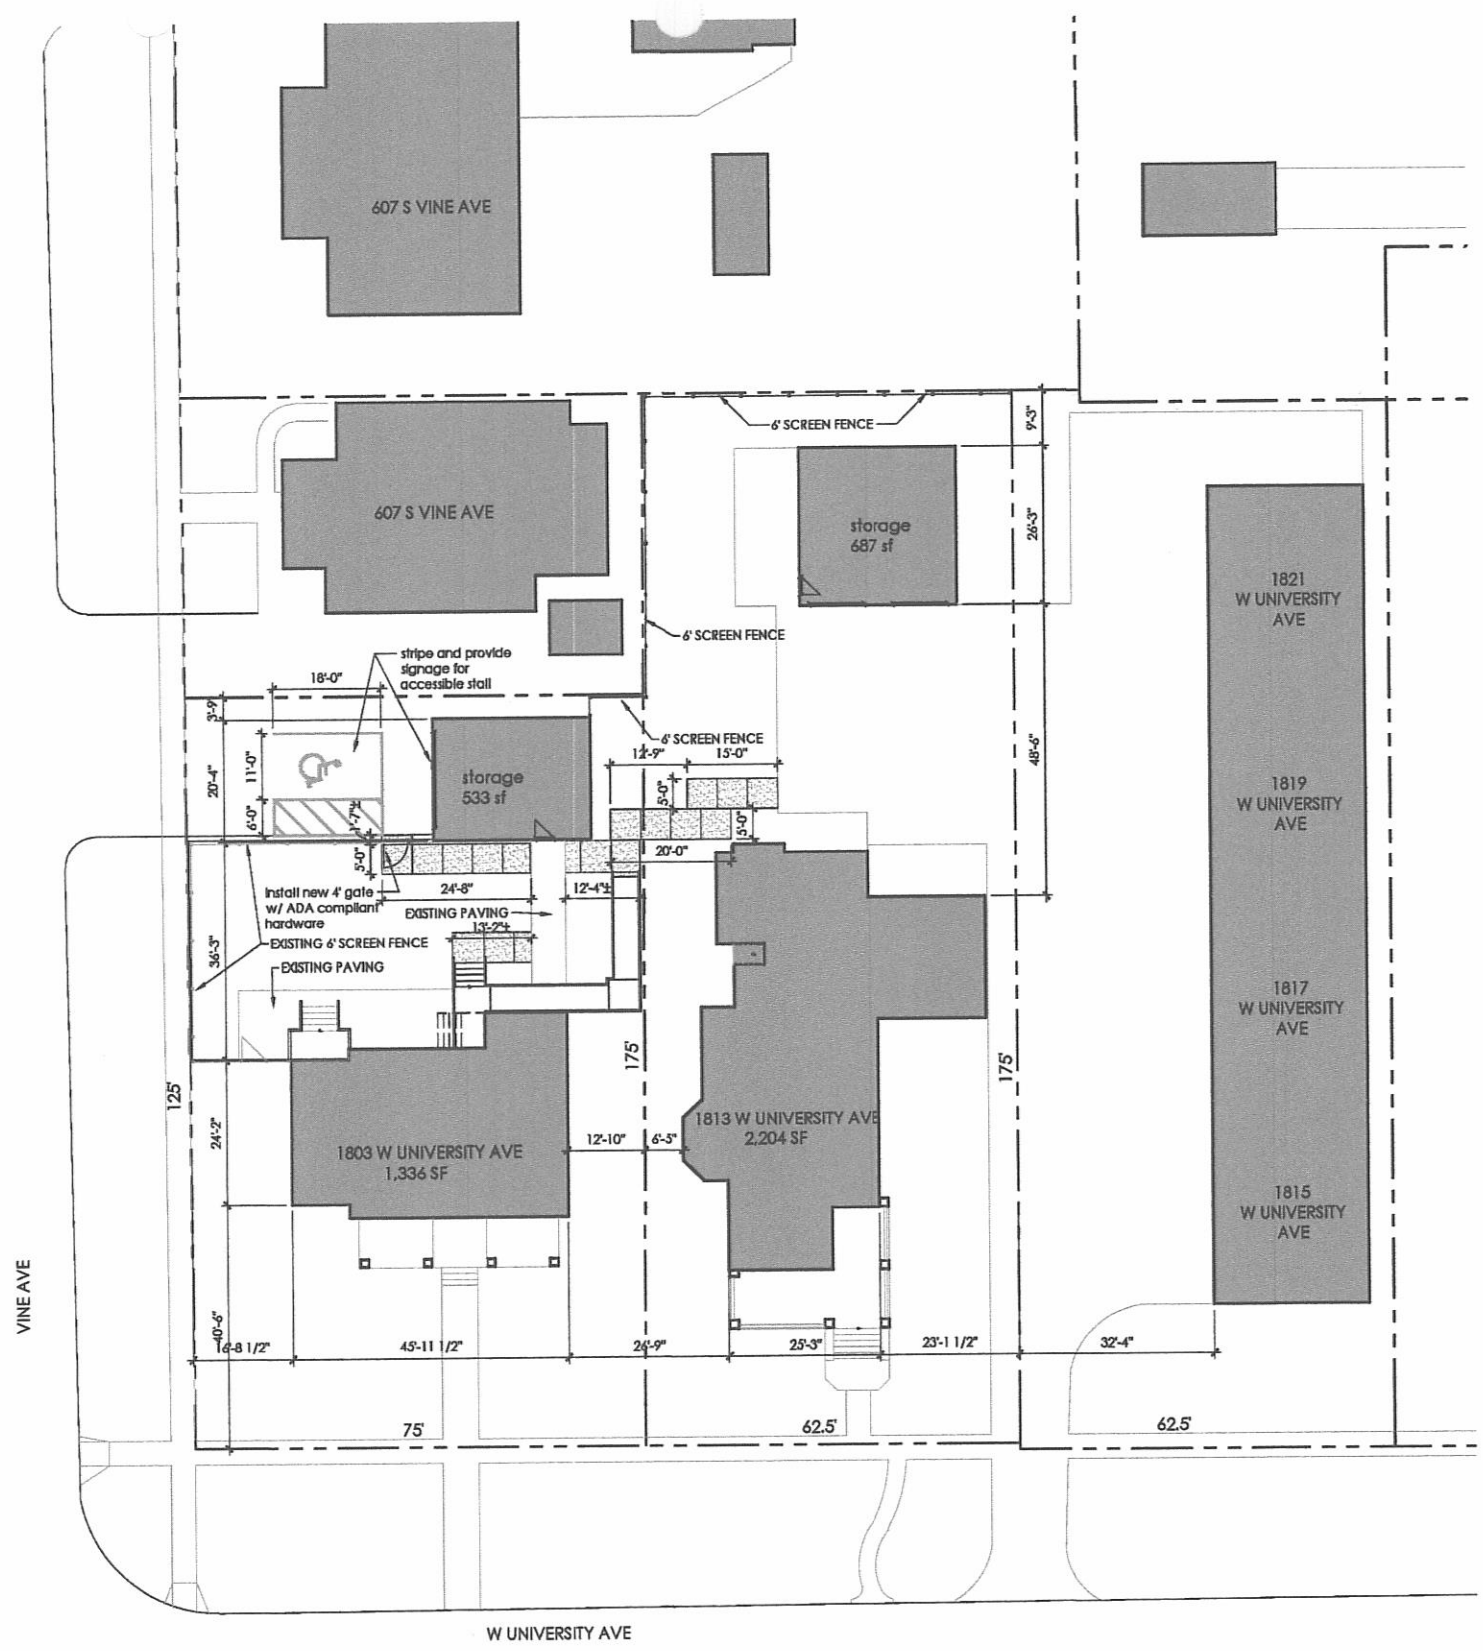 607 S VINE AVE
6' SCREEN FENCE
9'-3"
607 S VINE AVE
storage
687 sf
26'-3"
1821
W UNIVERSITY
AVE
6' SCREEN FENCE
stripe and provide
signage for
accessible stall
18'-0"
3'-9"
6' SCREEN FENCE
12'-9"
15'-0"
48'-6"
11'-0"
20'-4"
storage
533 sf
5'-0"
1819
W UNIVERSITY
AVE
6'-0"
1'-7"±
5'-0"
5'-0"
20'-0"
24'-8"
12'-4"±
Install new 4' gate
w/ ADA compliant
hardware
EXISTING PAVING
13'-2"±
EXISTING 6' SCREEN FENCE
36'-3"
EXISTING PAVING
1817
W UNIVERSITY
AVE
125'
175'
175'
24'-2"
1813 W UNIVERSITY AVE
2,204 SF
12'-10"
6'-5"
1803 W UNIVERSITY AVE
1,336 SF
1815
W UNIVERSITY
AVE
VINE AVE
40'-6"
16'-8 1/2"
45'-11 1/2"
26'-9"
25'-3"
23'-1 1/2"
32'-4"
75'
62.5'
62.5'
W UNIVERSITY AVE